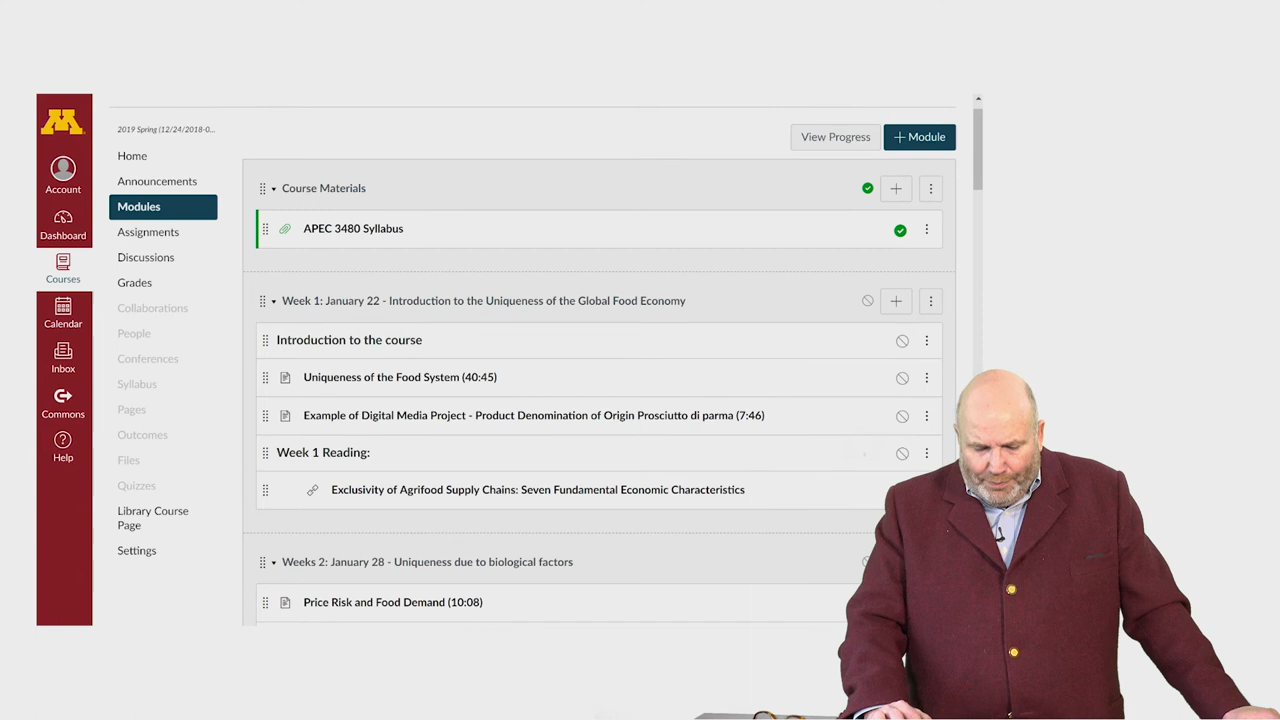 2019 Spring (12/24/2018-0...
View Progress
+ Module
Account
Dashboard
Courses
Calendar
Inbox
Commons
Help
Home
Announcements
Modules
Assignments
Discussions
Grades
Collaborations
People
Conferences
Syllabus
Pages
Outcomes
Files
Quizzes
Library Course
Page
Settings
Course Materials
APEC 3480 Syllabus
Week 1: January 22 - Introduction to the Uniqueness of the Global Food Economy
Introduction to the course
Uniqueness of the Food System (40:45)
Example of Digital Media Project - Product Denomination of Origin Prosciutto di parma (7:46)
Week 1 Reading:
Exclusivity of Agrifood Supply Chains: Seven Fundamental Economic Characteristics
Weeks 2: January 28 - Uniqueness due to biological factors
Price Risk and Food Demand (10:08)